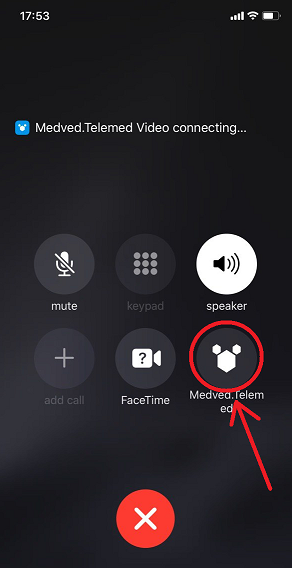 17:53
Medved.Telemed Video connecting...
mute
keypad
speaker
add call
FaceTime
Medved.Telem
ed